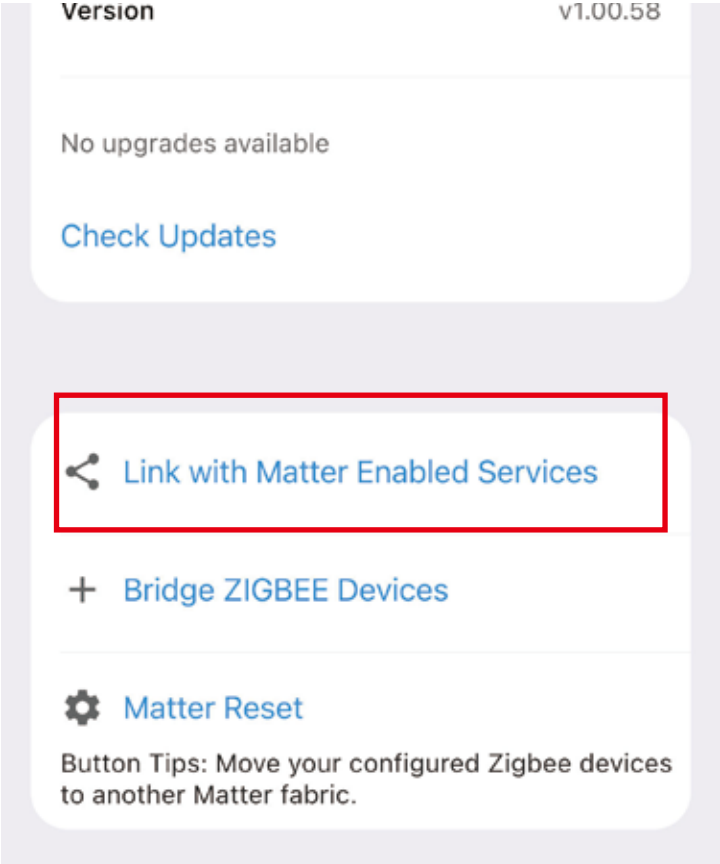 Version
v1.00.58
No upgrades available
Check Updates
Link with Matter Enabled Services
Bridge ZIGBEE Devices
Matter Reset
Button Tips: Move your configured Zigbee devices
to another Matter fabric.